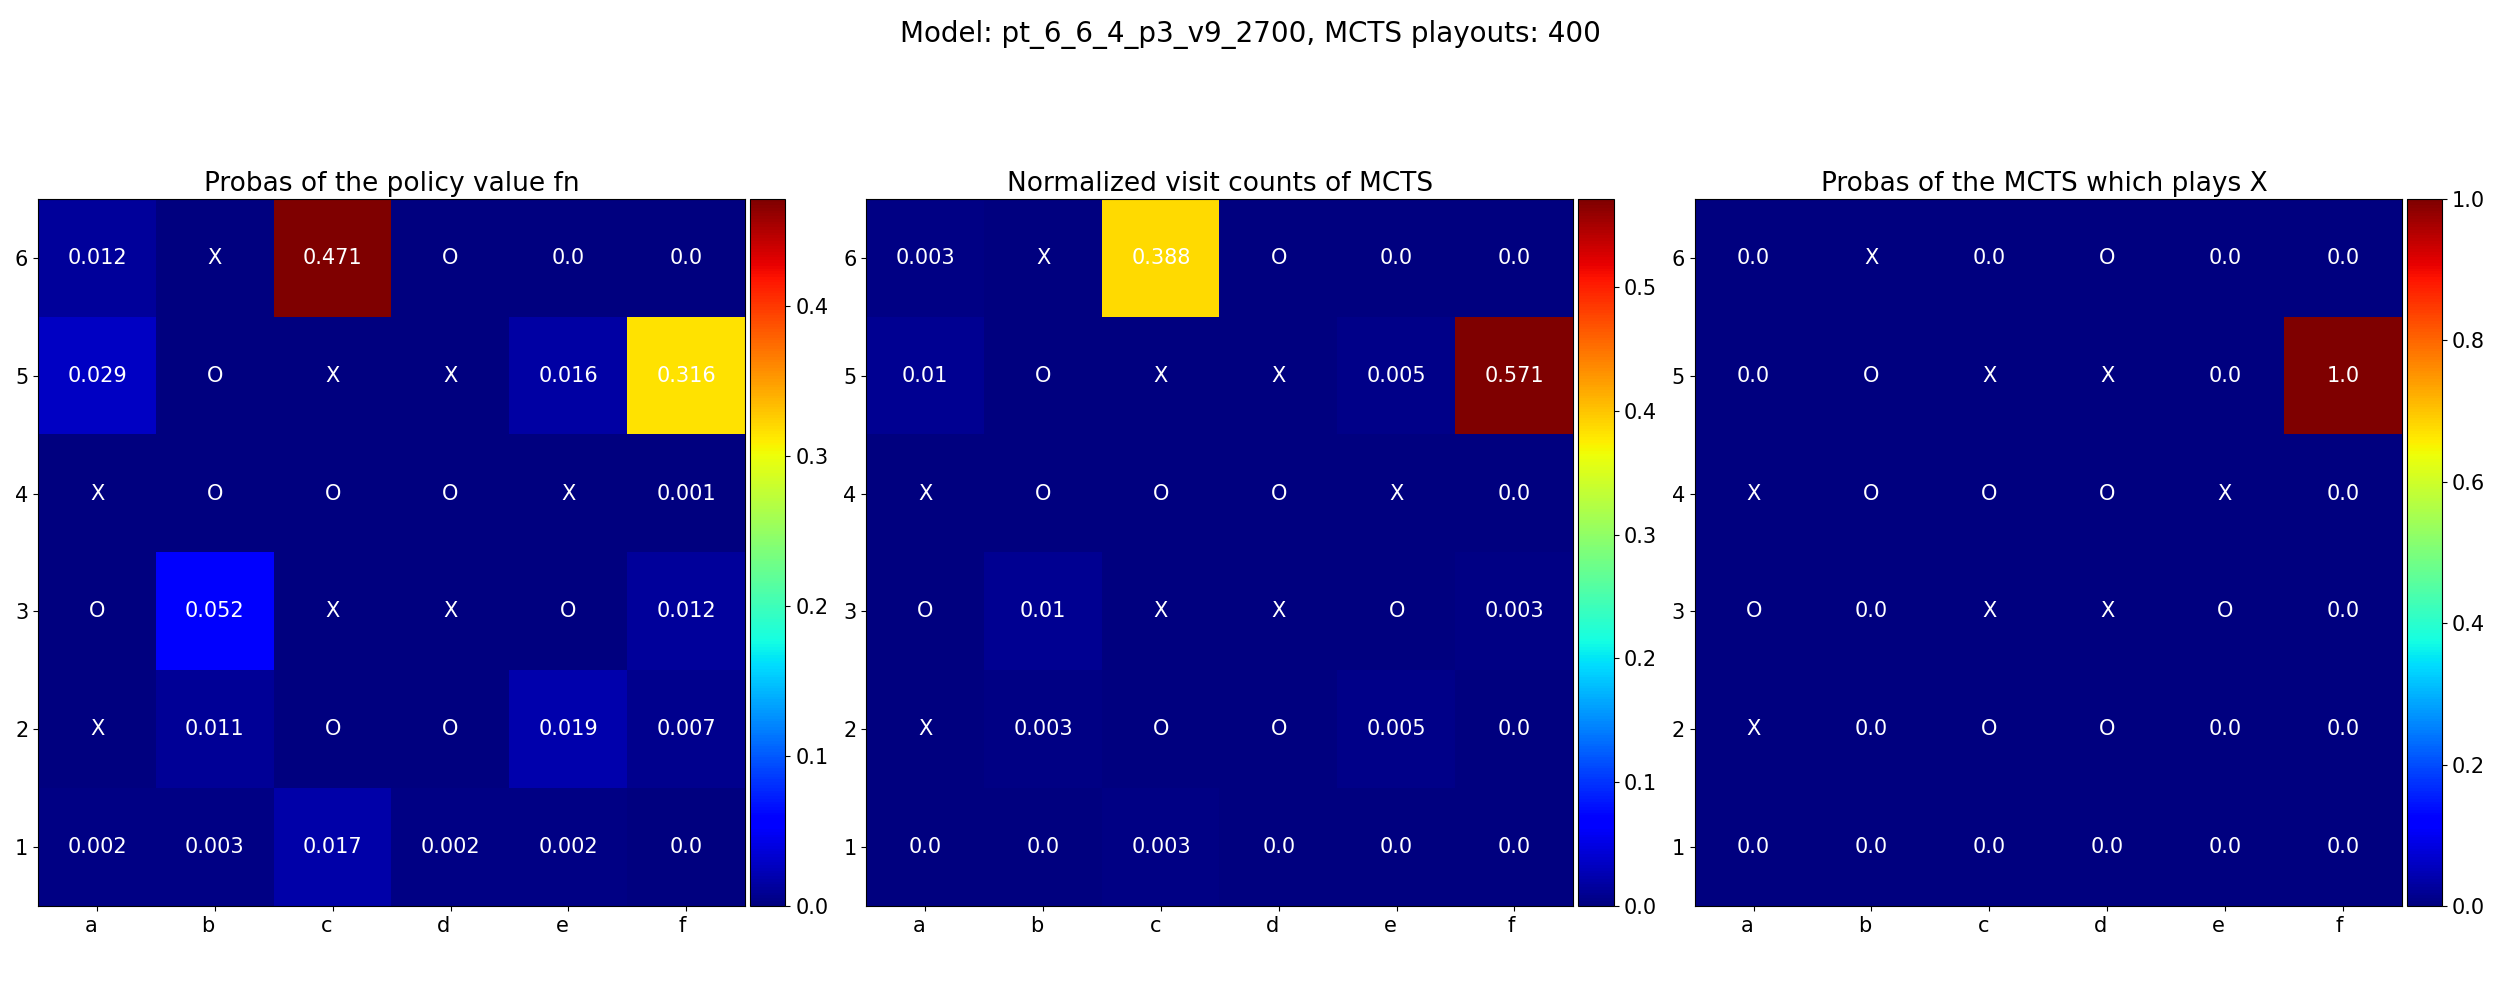 Model: pt_6_6_4_p3_v9_2700, MCTS playouts: 400
Probas of the policy value fn
6 0.012 X 0.471 O 0.0 0.0
5 0.029 O X X 0.016 0.316
4 X O O O X 0.001
3 O 0.052 X X O 0.012
2 X 0.011 O O 0.019 0.007
1 0.002 0.003 0.017 0.002 0.002 0.0
a b c d e f
0.4
0.3
0.2
0.1
0.0
Normalized visit counts of MCTS
6 0.003 X 0.388 O 0.0 0.0
5 0.01 O X X 0.005 0.571
4 X O O O X 0.0
3 O 0.01 X X O 0.003
2 X 0.003 O O 0.005 0.0
1 0.0 0.0 0.003 0.0 0.0 0.0
a b c d e f
0.5
0.4
0.3
0.2
0.1
0.0
Probas of the MCTS which plays X
6 0.0 X 0.0 O 0.0 0.0
5 0.0 O X X 0.0 1.0
4 X O O O X 0.0
3 O 0.0 X X O 0.0
2 X 0.0 O O 0.0 0.0
1 0.0 0.0 0.0 0.0 0.0 0.0
a b c d e f
1.0
0.8
0.6
0.4
0.2
0.0